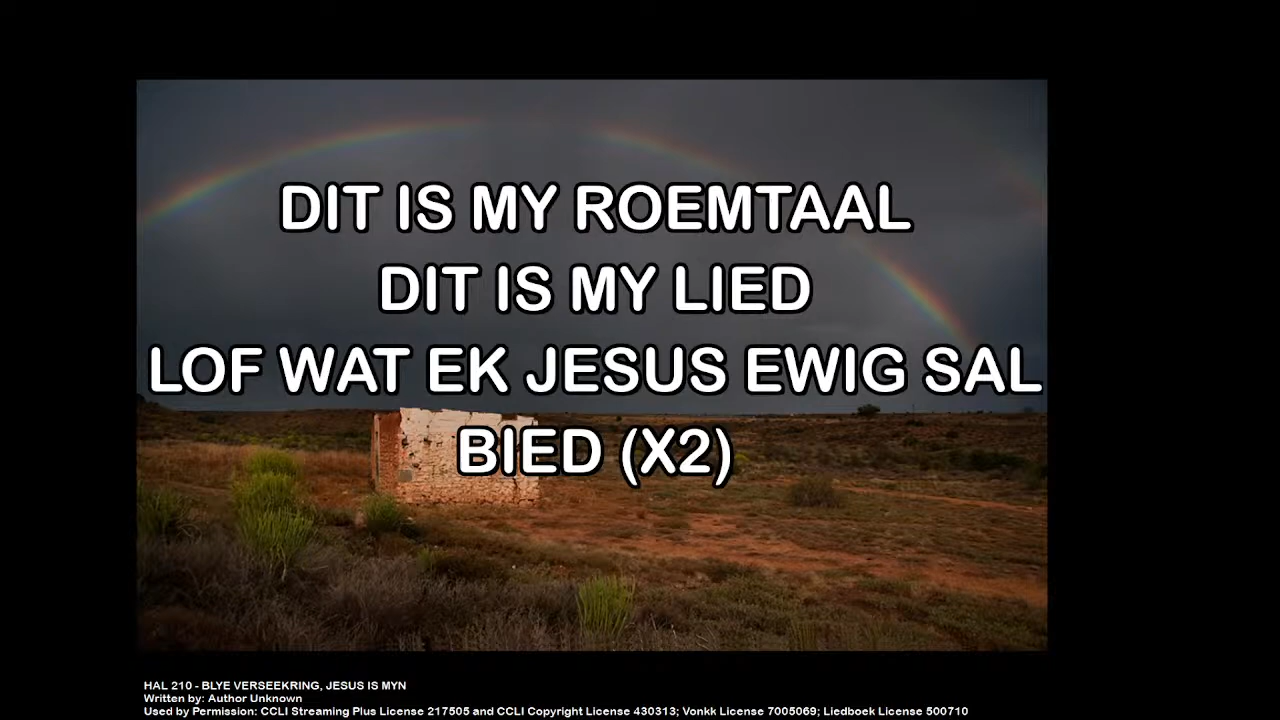 DIT IS MY ROEMTAAL
DIT IS MY LIED
LOF WAT EK JESUS EWIG SAL
BIED (X2)
HAL 210 - BLYE VERSEEKRING, JESUS IS MYN
Written by: Author Unknown
Used by Permission: CCLI Streaming Plus License 217505 and CCLI Copyright License 430313; Vonkk License 7005069; Liedboek License 500710